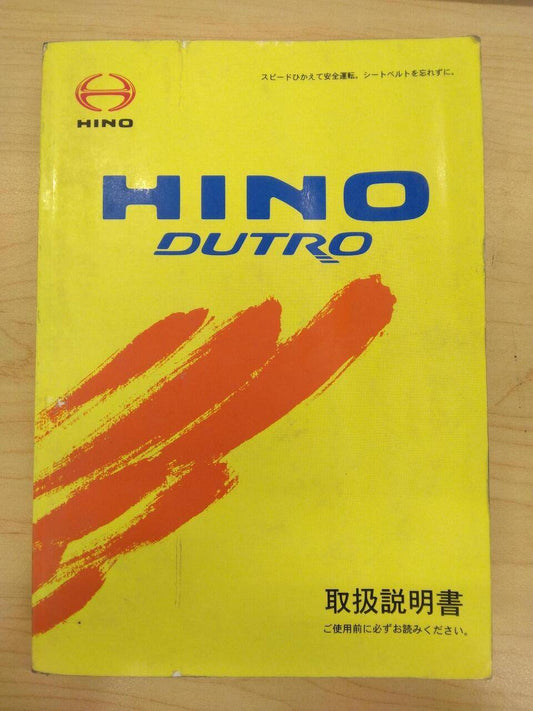 スピードひかえて安全運転。シートベルトを忘れずに。
HINO
HINO
DUTRO
取扱説明書
ご使用前に必ずお読みください。